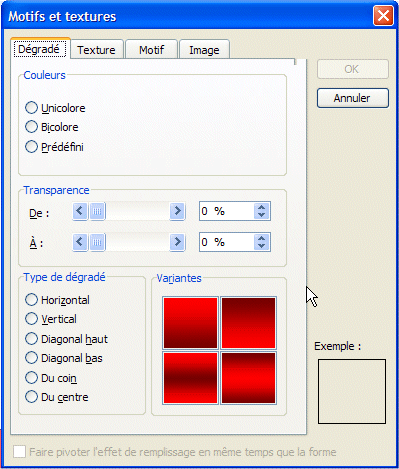 Motifs et textures
Dégradé Texture Motif Image
Couleurs
Unicolore
Bicolore
Prédéfini
OK
Annuler
Transparence
De : 0 %
À : 0 %
Type de dégradé
Horizontal
Vertical
Diagonal haut
Diagonal bas
Du coin
Du centre
Variantes
Exemple :
Faire pivoter l'effet de remplissage en même temps que la forme